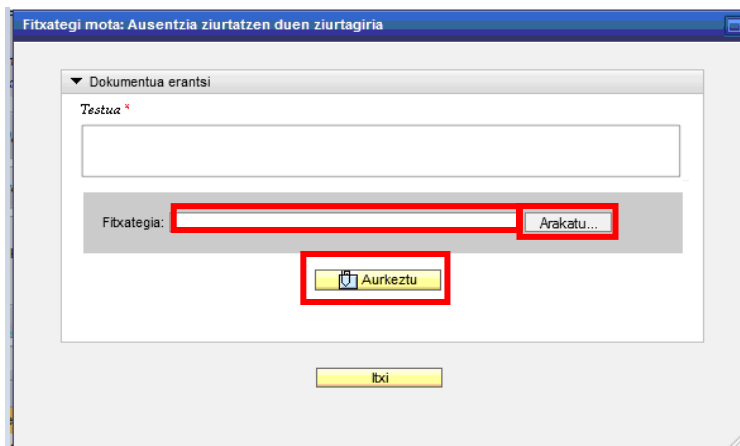 Fitxategi mota: Ausentzia ziurtatzen duen ziurtagiria
Dokumentua erantsi
Testua *
Fitxategia:
Arakatu...
Aurkeztu
Itxi